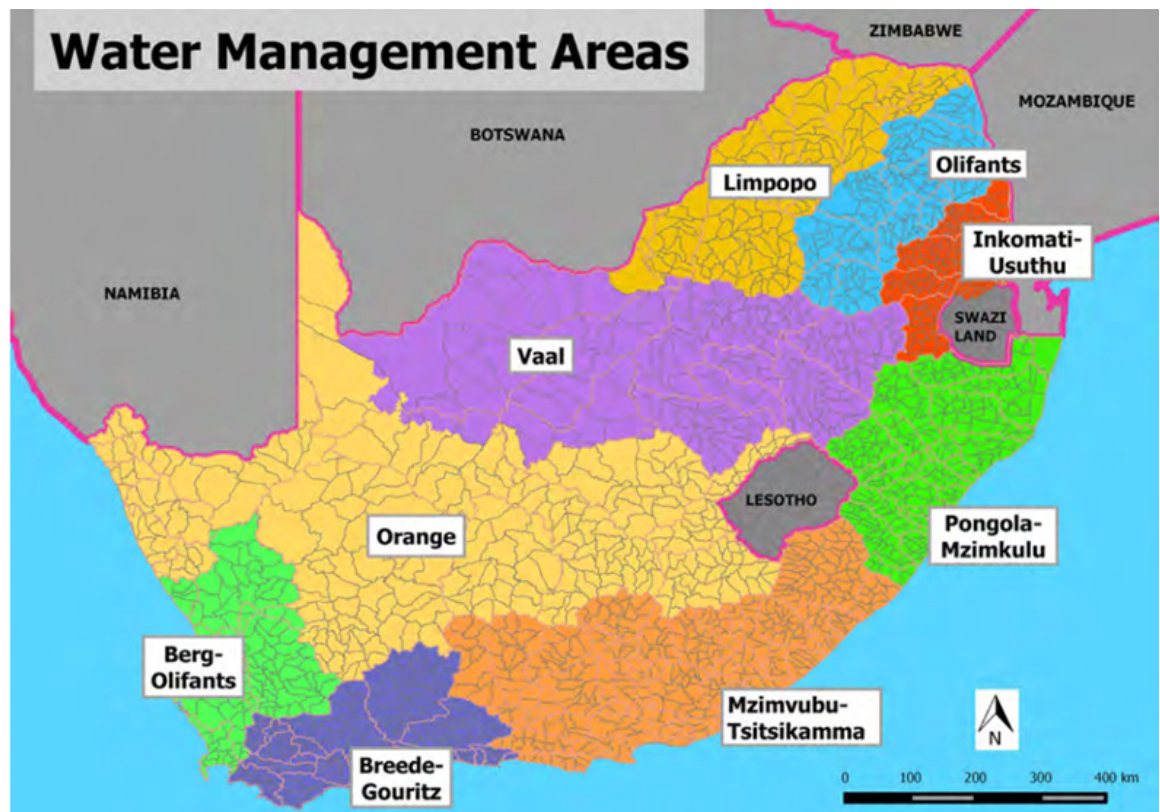 Water Management Areas
ZIMBABWE
MOZAMBIQUE
BOTSWANA
Olifants
Limpopo
Inkomati-
Usuthu
NAMIBIA
SWAZI
LAND
Vaal
LESOTHO
Orange
Pongola-
Mzimkulu
Berg-
Olifants
Mzimvubu-
Tsitsikamma
Breede-
Gouritz
N
0 100 200 300 400 km